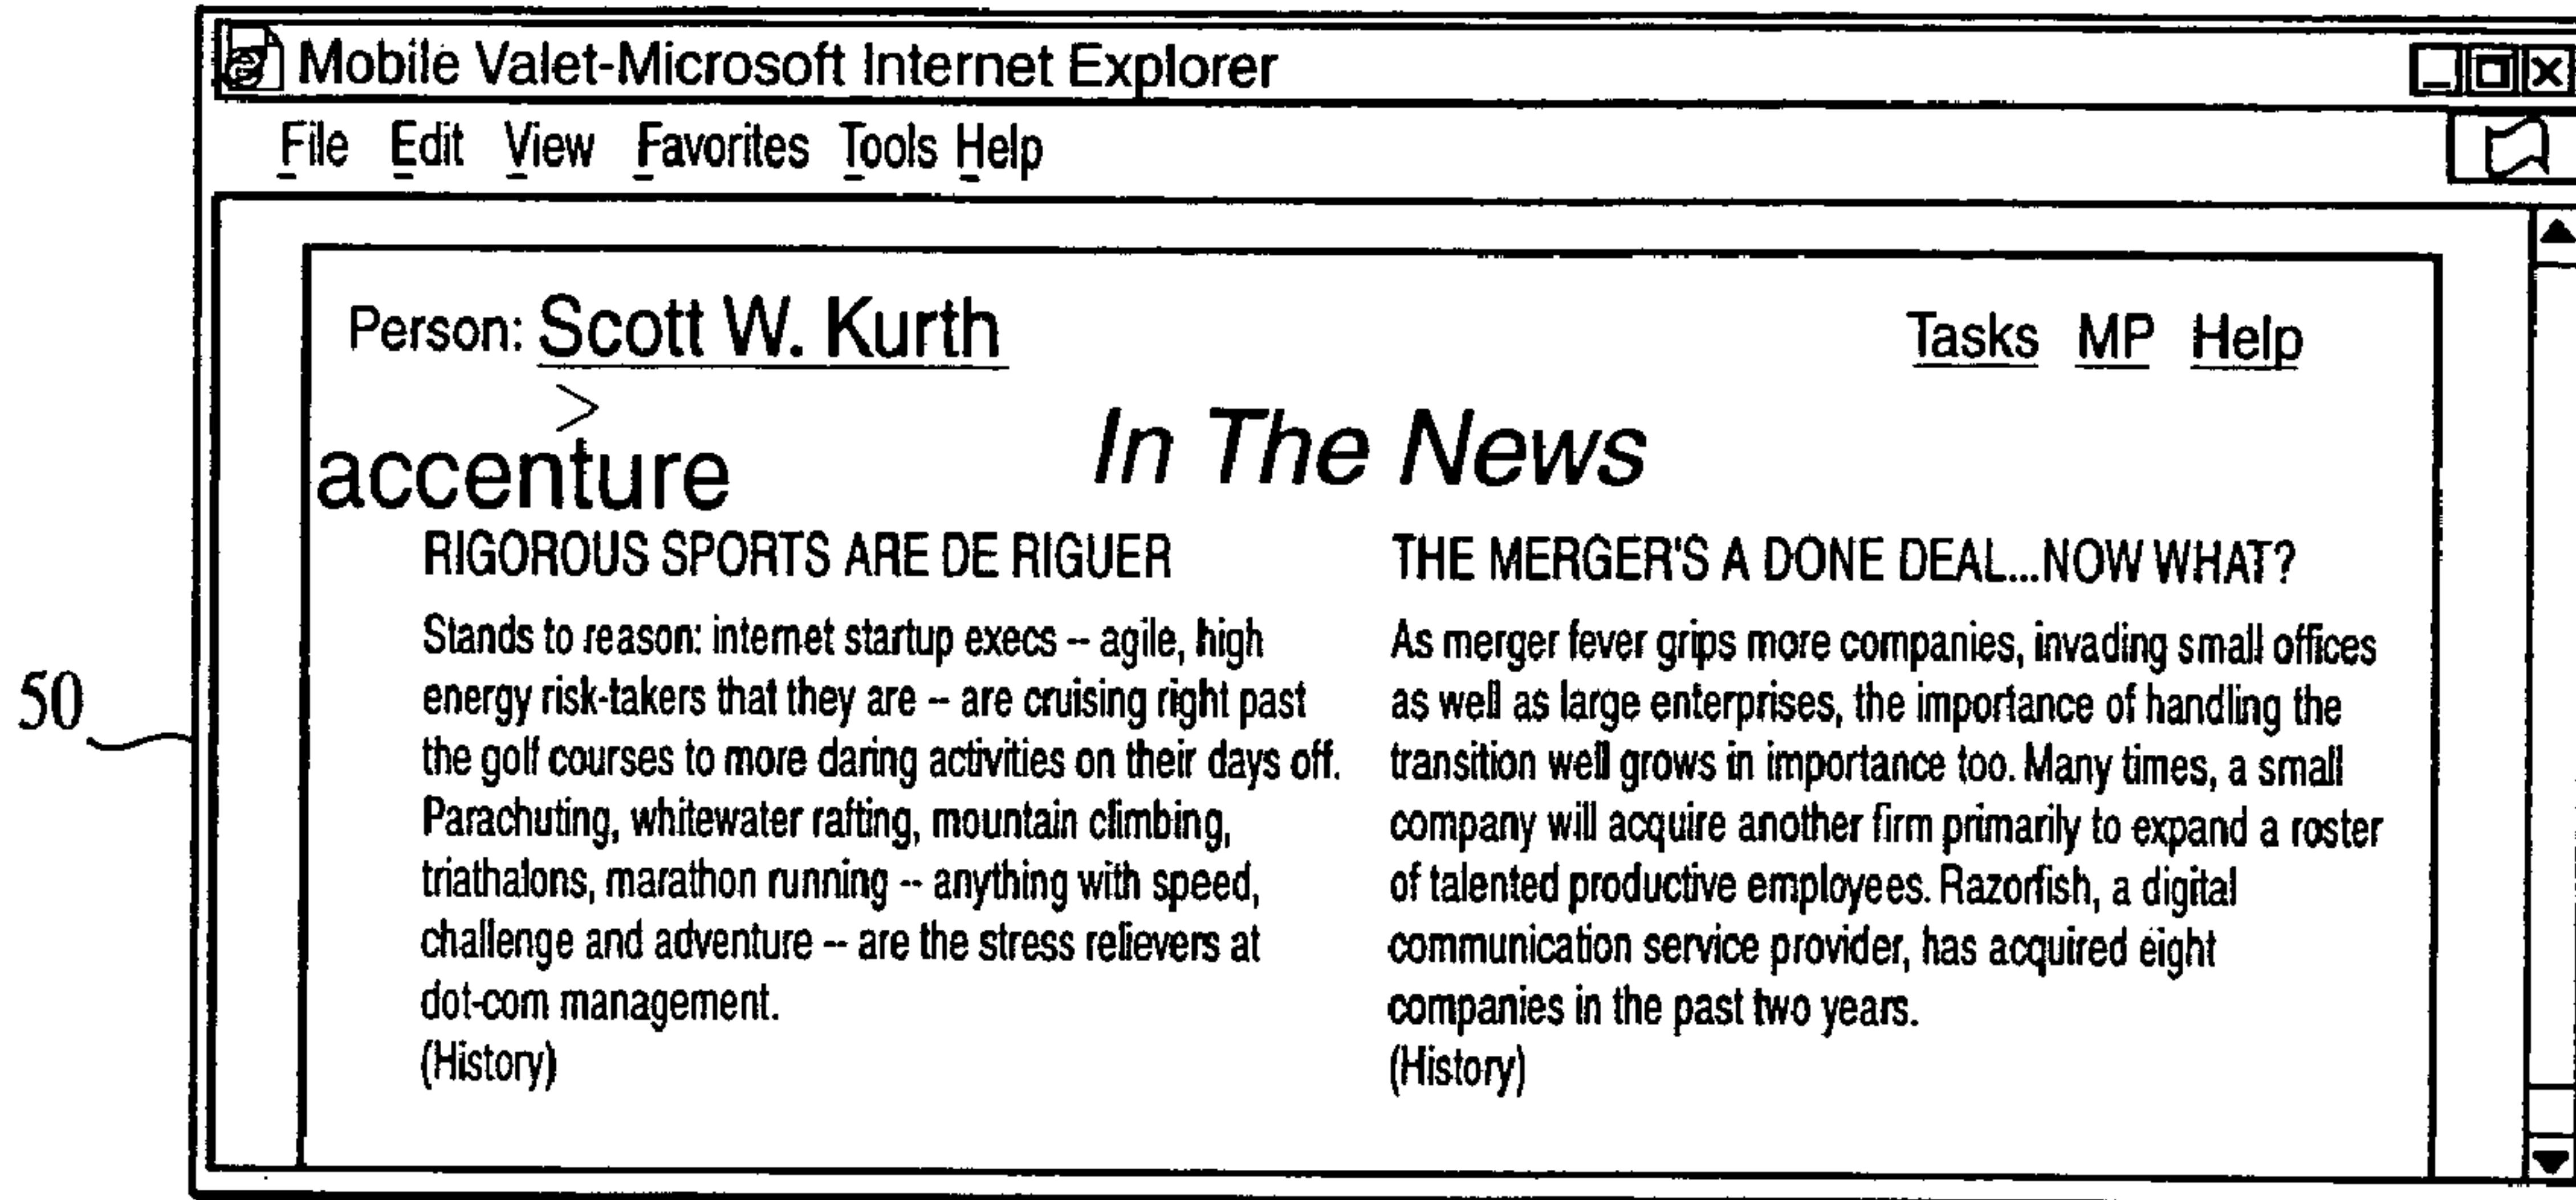 Mobile Valet-Microsoft Internet Explorer
File Edit View Favorites Tools Help
Person: Scott W. Kurth Tasks MP Help
>
accenture
In The News
RIGOROUS SPORTS ARE DE RIGUER
Stands to reason: internet startup execs -- agile, high
energy risk-takers that they are -- are cruising right past
the golf courses to more daring activities on their days off.
Parachuting, whitewater rafting, mountain climbing,
triathalons, marathon running -- anything with speed,
challenge and adventure -- are the stress relievers at
dot-com management.
(History)
THE MERGER'S A DONE DEAL...NOW WHAT?
As merger fever grips more companies, invading small offices
as well as large enterprises, the importance of handling the
transition well grows in importance too. Many times, a small
company will acquire another firm primarily to expand a roster
of talented productive employees. Razorfish, a digital
communication service provider, has acquired eight
companies in the past two years.
(History)
50